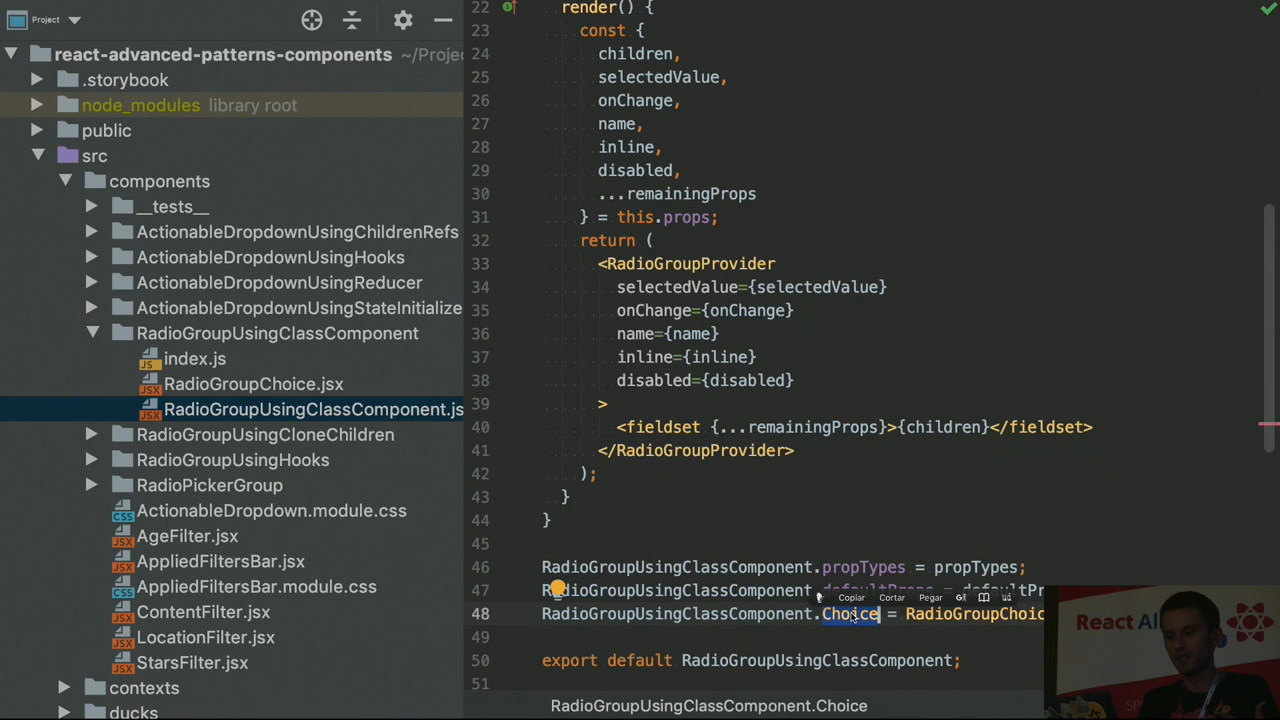 Project
react-advanced-patterns-components ~/Proje
.storybook
node_modules library root
public
src
components
__tests__
ActionableDropdownUsingChildrenRefs
ActionableDropdownUsingHooks
ActionableDropdownUsingReducer
ActionableDropdownUsingStateInitialize
RadioGroupUsingClassComponent
index.js
RadioGroupChoice.jsx
RadioGroupUsingClassComponent.js
RadioGroupUsingCloneChildren
RadioGroupUsingHooks
RadioPickerGroup
ActionableDropdown.module.css
AgeFilter.jsx
AppliedFiltersBar.jsx
AppliedFiltersBar.module.css
ContentFilter.jsx
LocationFilter.jsx
StarsFilter.jsx
contexts
ducks
22 render() {
23 const {
24 children,
25 selectedValue,
26 onChange,
27 name,
28 inline,
29 disabled,
30 ...remainingProps
31 } = this.props;
32 return (
33 <RadioGroupProvider
34 selectedValue={selectedValue}
35 onChange={onChange}
36 name={name}
37 inline={inline}
38 disabled={disabled}
39 >
40 <fieldset {...remainingProps}>{children}</fieldset>
41 </RadioGroupProvider>
42 );
43 }
44 }
45
46 RadioGroupUsingClassComponent.propTypes = propTypes;
47 RadioGroupUsingClassComponent.defaultProps = defaultPr
Copiar Cortar Pegar
48 RadioGroupUsingClassComponent.Choice = RadioGroupChoic
49
50 export default RadioGroupUsingClassComponent;
51
RadioGroupUsingClassComponent.Choice
React Al